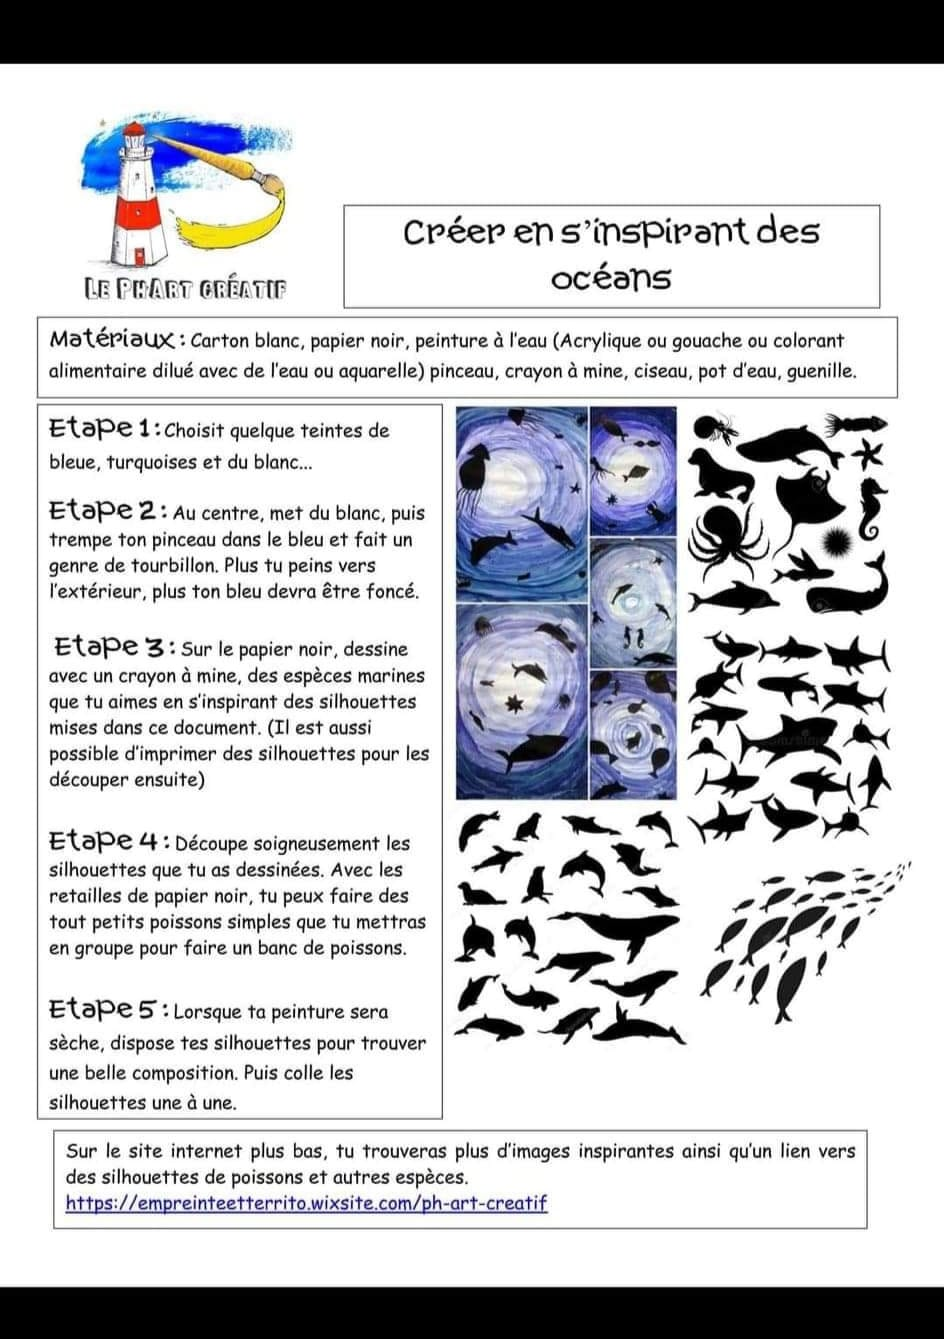 Le PhArt créatif
Créer en s'inspirant des
océans
Matériaux : Carton blanc, papier noir, peinture à l'eau (Acrylique ou gouache ou colorant
alimentaire dilué avec de l'eau ou aquarelle) pinceau, crayon à mine, ciseau, pot d'eau, guenille.
Etape 1 : Choisit quelque teintes de
bleue, turquoises et du blanc...
Etape 2 : Au centre, met du blanc, puis
trempe ton pinceau dans le bleu et fait un
genre de tourbillon. Plus tu peins vers
l'extérieur, plus ton bleu devra être foncé.
Etape 3 : Sur le papier noir, dessine
avec un crayon à mine, des espèces marines
que tu aimes en s'inspirant des silhouettes
mises dans ce document. (Il est aussi
possible d'imprimer des silhouettes pour les
découper ensuite)
Etape 4 : Découpe soigneusement les
silhouettes que tu as dessinées. Avec les
retailles de papier noir, tu peux faire des
tout petits poissons simples que tu mettras
en groupe pour faire un banc de poissons.
Etape 5 : Lorsque ta peinture sera
sèche, dispose tes silhouettes pour trouver
une belle composition. Puis colle les
silhouettes une à une.
Sur le site internet plus bas, tu trouveras plus d'images inspirantes ainsi qu'un lien vers
des silhouettes de poissons et autres espèces.
https://empreinteetterrito.wixsite.com/ph-art-creatif